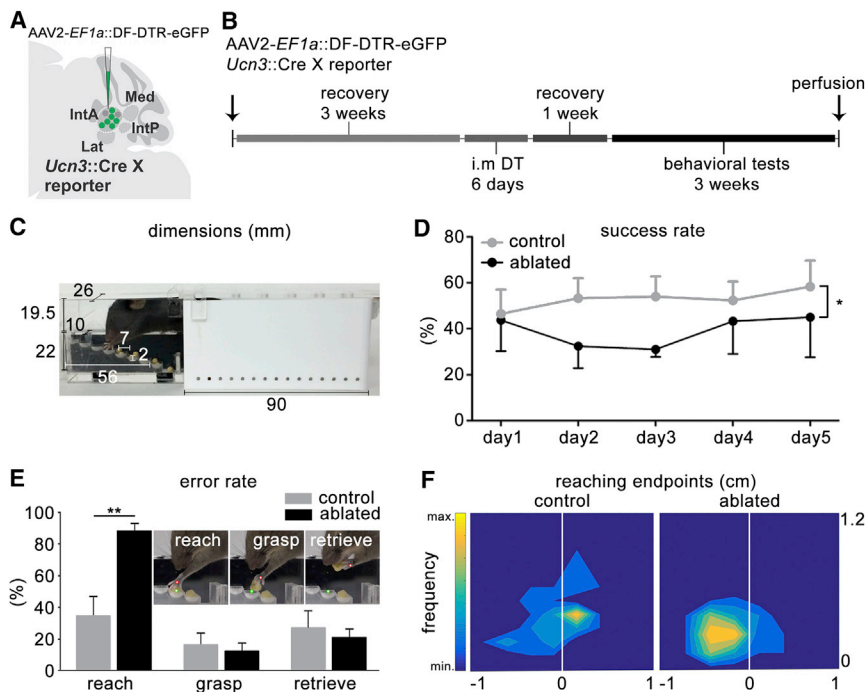 A
AAV2-EF1a::DF-DTR-eGFP
Med
IntA
IntP
Lat
Ucn3::Cre X
reporter
B
AAV2-EF1a::DF-DTR-eGFP
Ucn3::Cre X reporter
recovery
3 weeks
recovery
1 week
perfusion
i.m DT
6 days
behavioral tests
3 weeks
C
dimensions (mm)
26
19.5
10
7
22
2
56
90
D
success rate
control
ablated
80
60
40
20
0
(%)
*
day1 day2 day3 day4 day5
E
error rate
control
ablated
100
80
60
40
20
0
(%)
**
reach grasp retrieve
reach grasp retrieve
F
reaching endpoints (cm)
control ablated
max.
frequency
min.
1.2
0
-1 0 1 -1 0 1